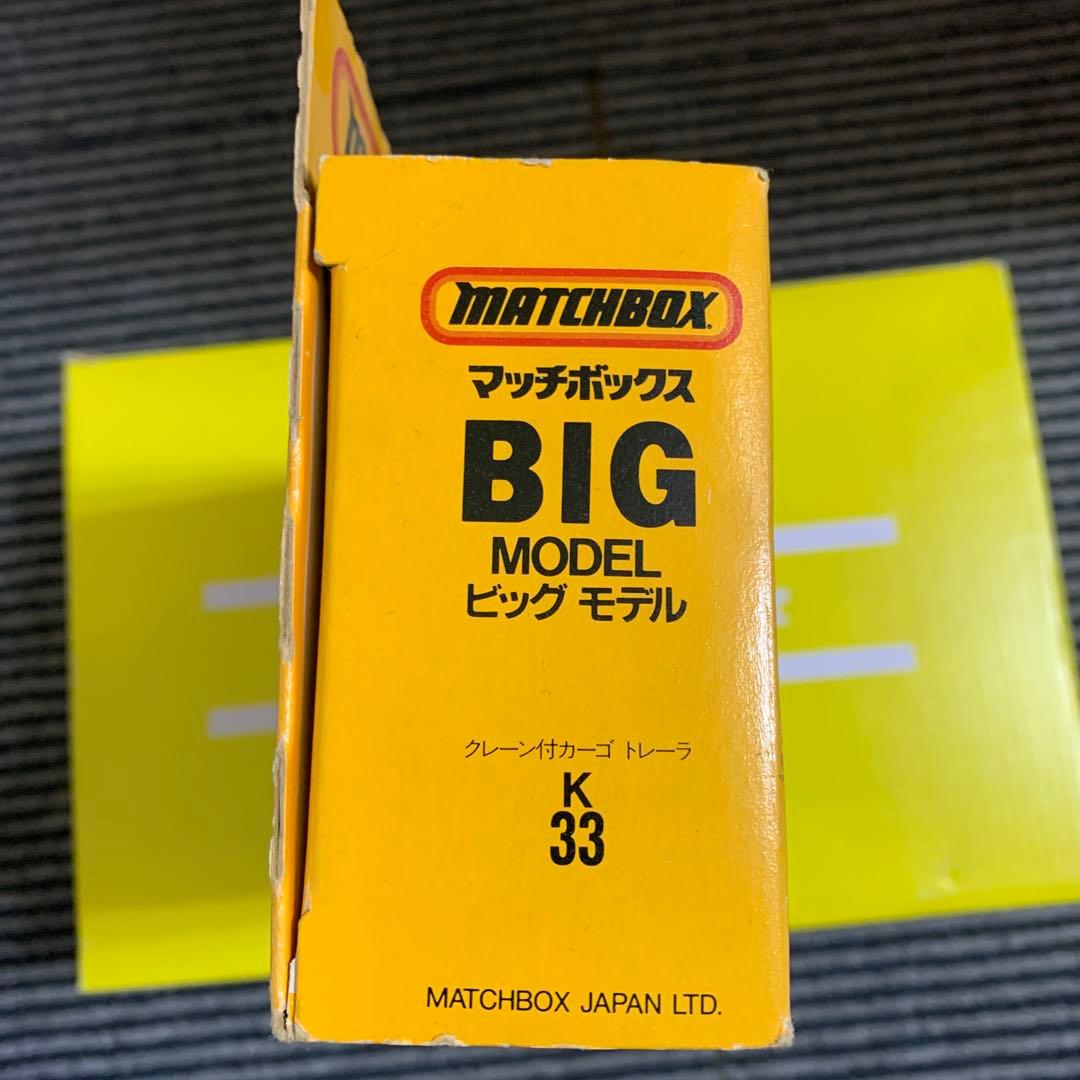 MATCHBOX
マッチボックス
BIG
MODEL
ビッグ モデル
クレーン付カーゴ トレーラ
K
33
MATCHBOX JAPAN LTD.